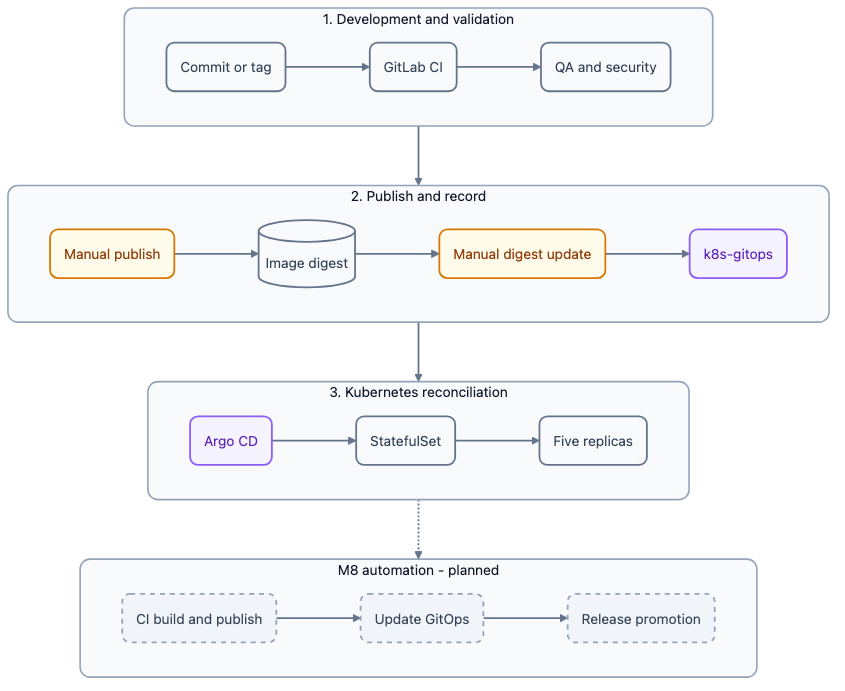 1. Development and validation
Commit or tag
GitLab CI
QA and security
2. Publish and record
Manual publish
Image digest
Manual digest update
k8s-gitops
3. Kubernetes reconciliation
Argo CD
StatefulSet
Five replicas
M8 automation - planned
CI build and publish
Update GitOps
Release promotion